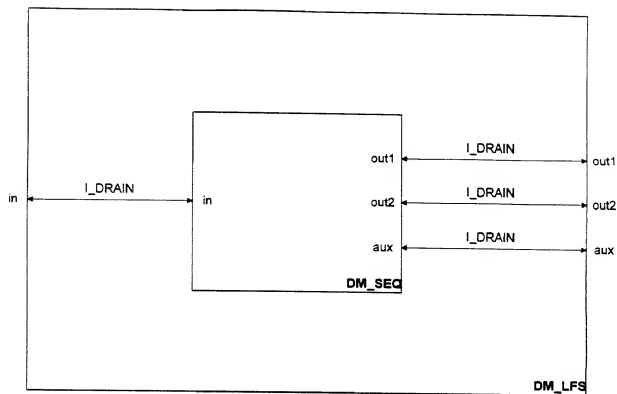 out1
I_DRAIN
out1
in
I_DRAIN
in
out2
I_DRAIN
out2
aux
I_DRAIN
aux
DM_SEQ
DM_LFS